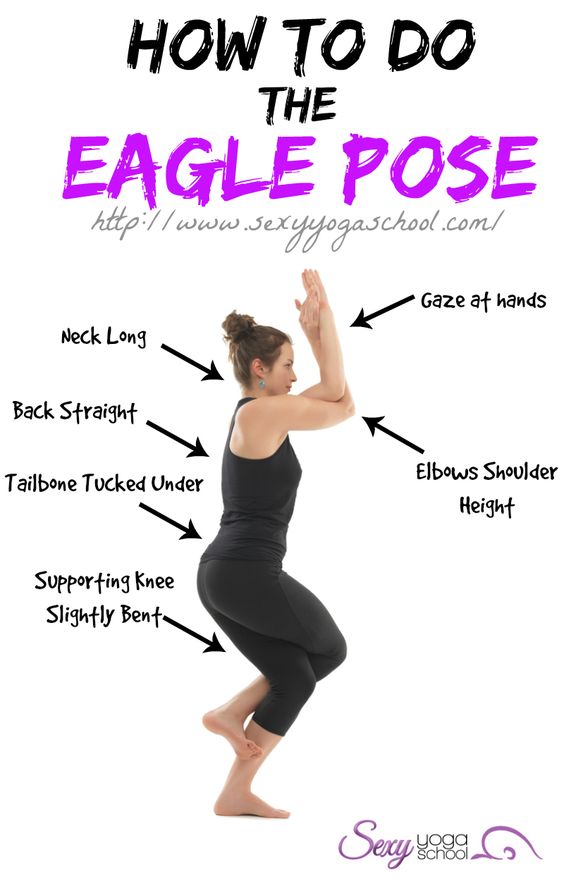 HOW TO DO
THE
EAGLE POSE
http://www.sexyyogaschool.com/
Gaze at hands
Neck Long
Back Straight
Elbows Shoulder
Height
Tailbone Tucked Under
Supporting Knee
Slightly Bent
Sexy yoga
school